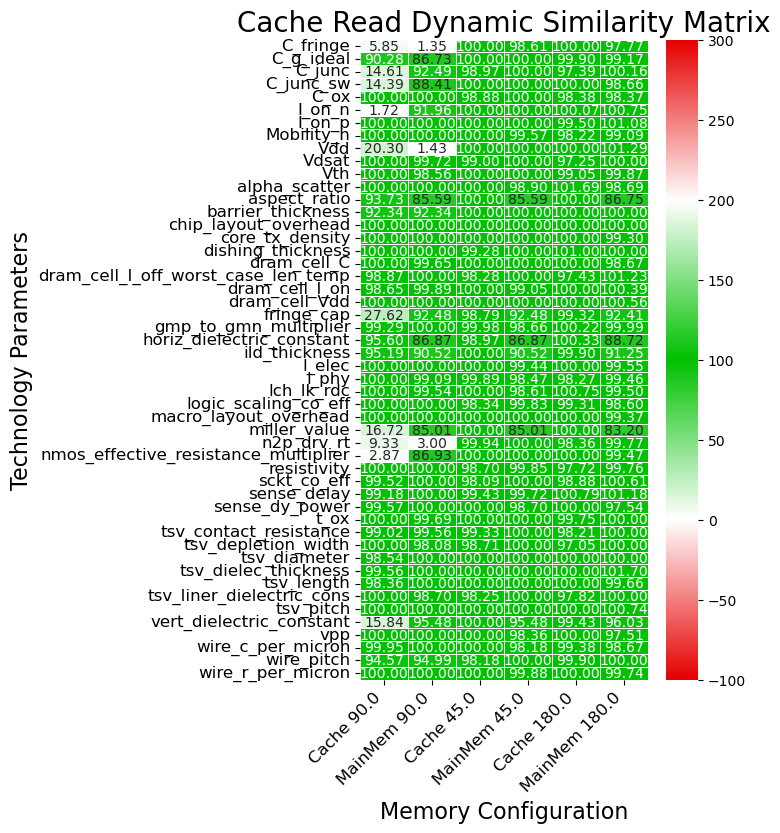 Cache Read Dynamic Similarity Matrix
C_fringe 5.85 1.35 100.00 98.61 100.00 97.77
C_g_ideal 90.28 86.73 100.00 100.00 99.90 99.17
C_junc 14.61 92.49 98.97 100.00 97.39 100.16
C_junc_sw 14.39 88.41 100.00 100.00 100.00 98.66
C_ox 100.00 100.00 98.88 100.00 98.38 98.37
I_on_n 1.72 91.96 100.00 100.00 100.07 100.75
I_on_p 100.00 100.00 100.00 100.00 99.50 101.08
Mobility_n 100.00 100.00 100.00 99.57 98.22 99.09
Vdd 20.30 1.43 100.00 100.00 100.00 101.29
Vdsat 100.00 99.72 99.00 100.00 97.25 100.00
Vth 100.00 98.56 100.00 100.00 99.05 99.87
alpha_scatter 100.00 100.00 100.00 98.90 101.69 98.69
aspect_ratio 93.73 85.59 100.00 85.59 100.00 86.75
barrier_thickness 92.34 92.34 100.00 100.00 100.00 100.00
chip_layout_overhead 100.00 100.00 100.00 100.00 100.00 100.00
core_tx_density 100.00 100.00 100.00 100.00 100.00 99.30
dishing_thickness 100.00 100.00 99.28 100.00 101.00 100.00
dram_cell_C 100.00 99.65 100.00 100.00 100.00 98.67
dram_cell_I_off_worst_case_len_temp 98.87 100.00 98.28 100.00 97.43 101.23
dram_cell_I_on 98.65 99.89 100.00 99.05 100.00 100.39
dram_cell_Vdd 100.00 100.00 100.00 100.00 100.00 100.56
fringe_cap 27.62 92.48 98.79 92.48 99.32 92.41
gmp_to_gmn_multiplier 99.29 100.00 99.98 98.66 100.22 99.99
horiz_dielectric_constant 95.60 86.87 98.97 86.87 100.33 88.72
ild_thickness 95.19 90.52 100.00 90.52 99.90 91.25
l_elec 100.00 100.00 100.00 99.44 100.00 99.55
l_phy 100.00 99.09 99.89 98.47 98.27 99.46
lch_lk_rdc 100.00 99.54 100.00 98.61 100.75 99.50
logic_scaling_co_eff 100.00 100.00 98.34 99.83 99.31 98.60
macro_layout_overhead 100.00 100.00 100.00 100.00 100.00 99.37
miller_value 16.72 85.01 100.00 85.01 100.00 83.20
n2p_drv_rt 9.33 3.00 99.94 100.00 98.36 99.77
nmos_effective_resistance_multiplier 2.87 86.93 100.00 100.00 100.00 99.47
resistivity 100.00 100.00 98.70 99.85 97.72 99.76
sckt_co_eff 99.52 100.00 98.09 100.00 98.88 100.61
sense_delay 99.18 100.00 99.43 99.72 100.79 101.18
sense_dy_power 99.57 100.00 100.00 98.70 100.00 97.54
t_ox 100.00 99.69 100.00 100.00 99.75 100.00
tsv_contact_resistance 99.02 99.56 99.33 100.00 98.21 100.00
tsv_depletion_width 100.00 98.08 98.71 100.00 97.05 100.00
tsv_diameter 98.54 100.00 100.00 100.00 100.00 100.00
tsv_dielec_thickness 99.56 100.00 100.00 100.00 100.00 101.70
tsv_length 98.36 100.00 100.00 100.00 100.00 99.66
tsv_liner_dielectric_cons 100.00 98.70 98.25 100.00 97.82 100.00
tsv_pitch 100.00 100.00 100.00 100.00 100.00 100.74
vert_dielectric_constant 15.84 95.48 100.00 95.48 99.43 96.03
vpp 100.00 100.00 100.00 98.36 100.00 97.51
wire_c_per_micron 99.95 100.00 100.00 98.18 99.38 98.67
wire_pitch 94.57 94.99 98.18 100.00 99.90 100.00
wire_r_per_micron 100.00 100.00 100.00 99.88 100.00 99.74
Cache 90.0 MainMem 90.0 Cache 45.0 MainMem 45.0 Cache 180.0 MainMem 180.0
Memory Configuration
Technology Parameters
300
250
200
150
100
50
0
−50
−100